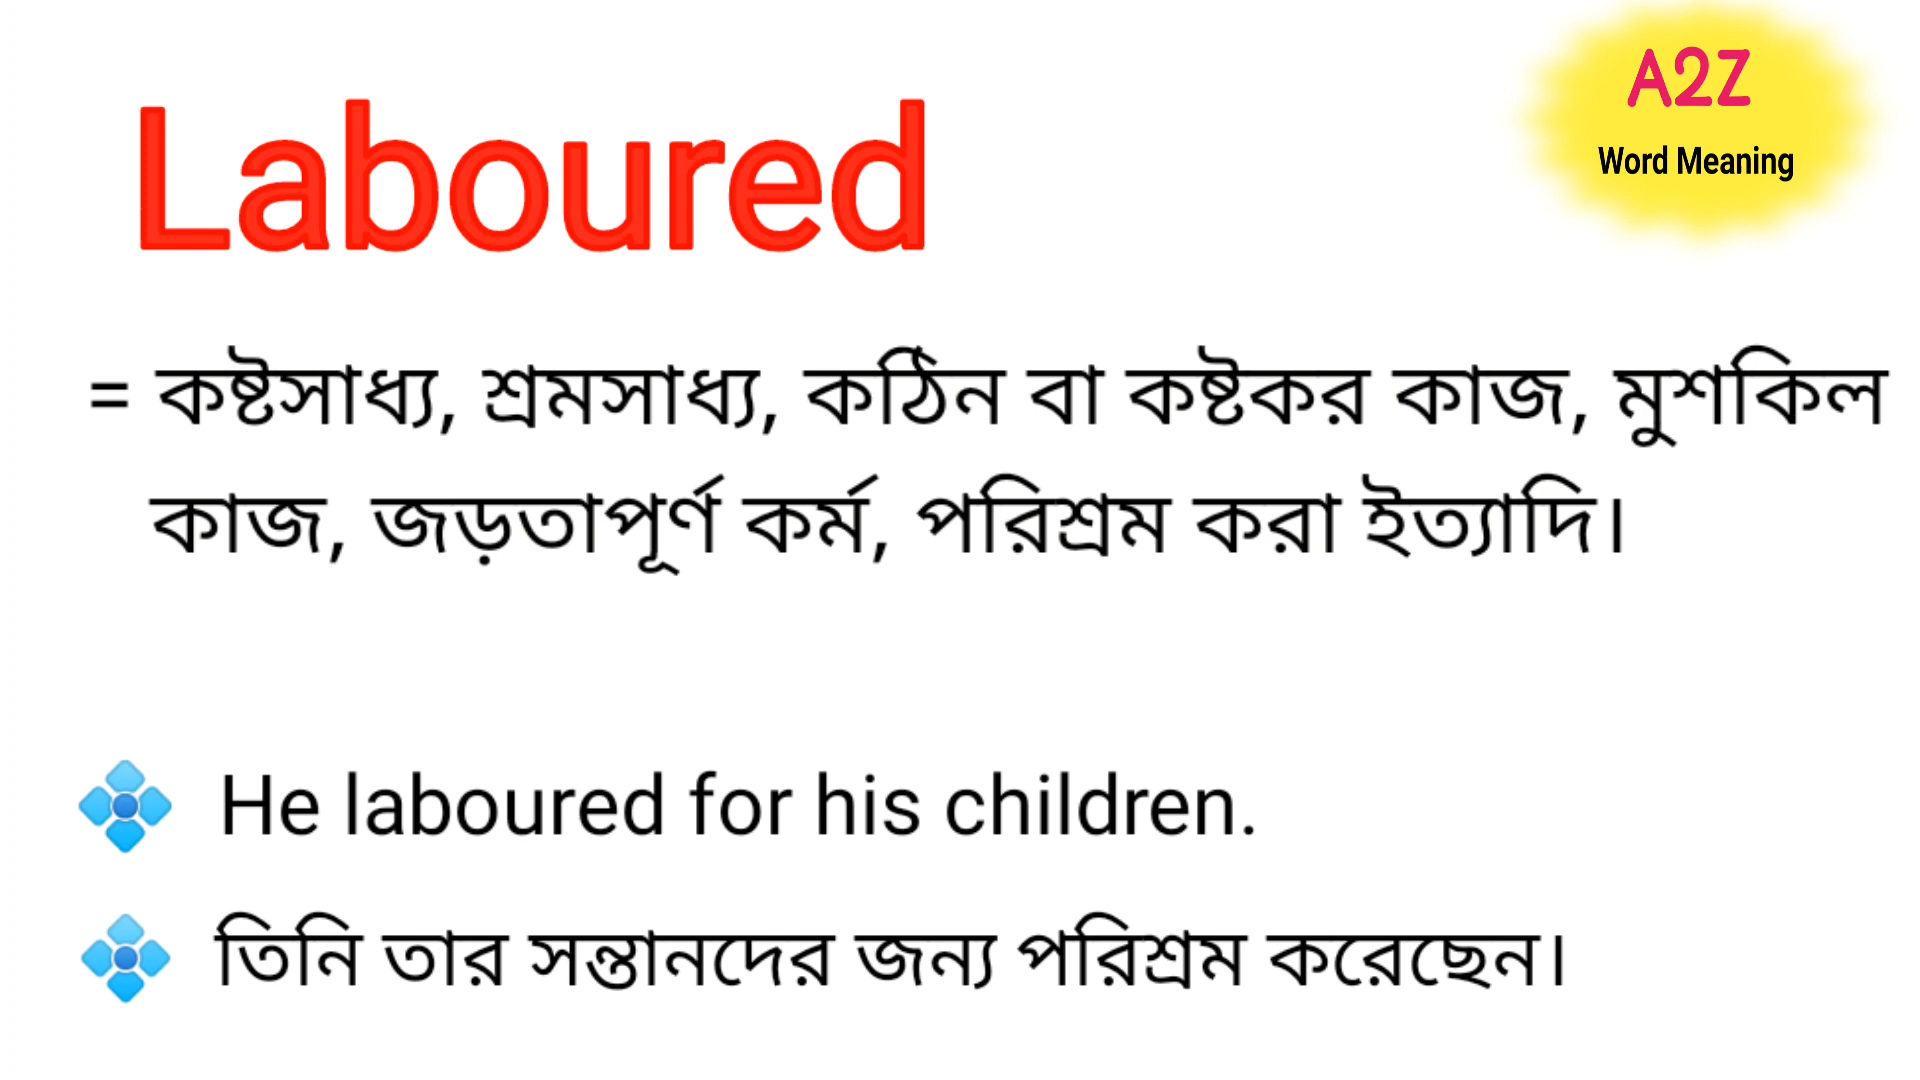 A2Z
Word Meaning
Laboured
= কষ্টসাধ্য, শ্রমসাধ্য, কঠিন বা কষ্টকর কাজ, মুশকিল
কাজ, জড়তাপূর্ণ কর্ম, পরিশ্রম করা ইত্যাদি।
He laboured for his children.
তিনি তার সন্তানদের জন্য পরিশ্রম করেছেন।